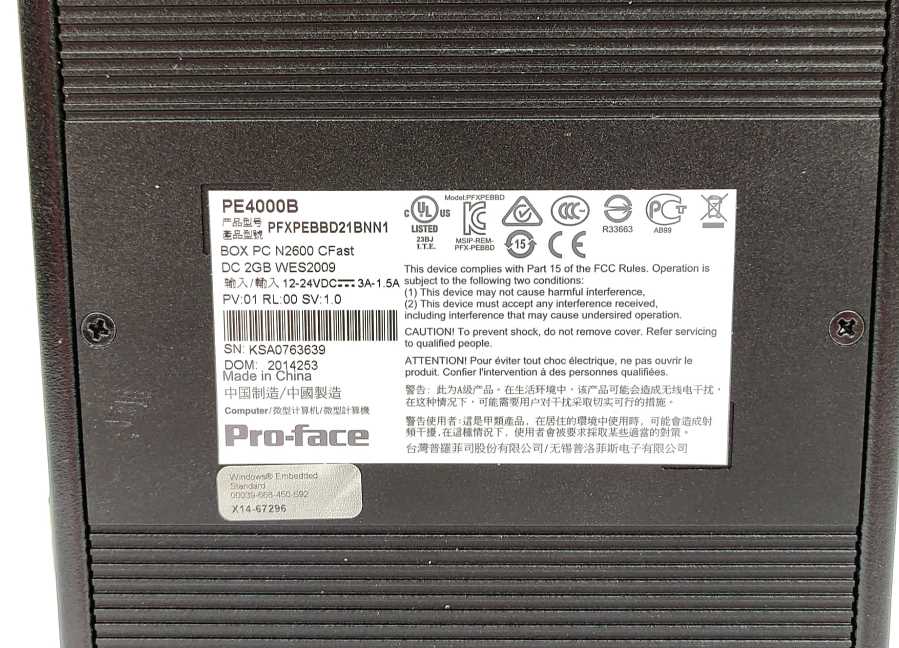 PE4000B
产品型号
產品型號 PFXPEBBD21BNN1
BOX PC N2600 CFast
DC 2GB WES2009
输入/輸入 12-24VDC 3A-1.5A
PV:01 RL:00 SV:1.0
SN: KSA0763639
DOM: 2014253
Made in China
中国制造/中國製造
Computer/微型计算机/微型計算機
Pro-face
C UL US
LISTED
23BJ
I.T.E.
Model:PFXPEBBD
MSIP-REM-
PFX-PEBBD
15
CCC
CE
R33663
PCT
AB99
This device complies with Part 15 of the FCC Rules. Operation is
subject to the following two conditions:
(1) This device may not cause harmful interference,
(2) This device must accept any interference received,
including interference that may cause undersired operation.
CAUTION! To prevent shock, do not remove cover. Refer servicing
to qualified people.
ATTENTION! Pour éviter tout choc électrique, ne pas ouvrir le
produit. Confier l'intervention à des personnes qualifiées.
警告: 此为A级产品。在生活环境中，该产品可能会造成无线电干扰，
在这种情况下，可能需要用户对干扰采取切实可行的措施。
警告使用者:這是甲類產品，在居住的環境中使用時，可能會造成射
頻干擾,在這種情況下，使用者會被要求採取某些適當的對策。
台灣普羅菲司股份有限公司/无锡普洛菲斯电子有限公司
Windows® Embedded
Standard
00039-668-450-692
X14-67296